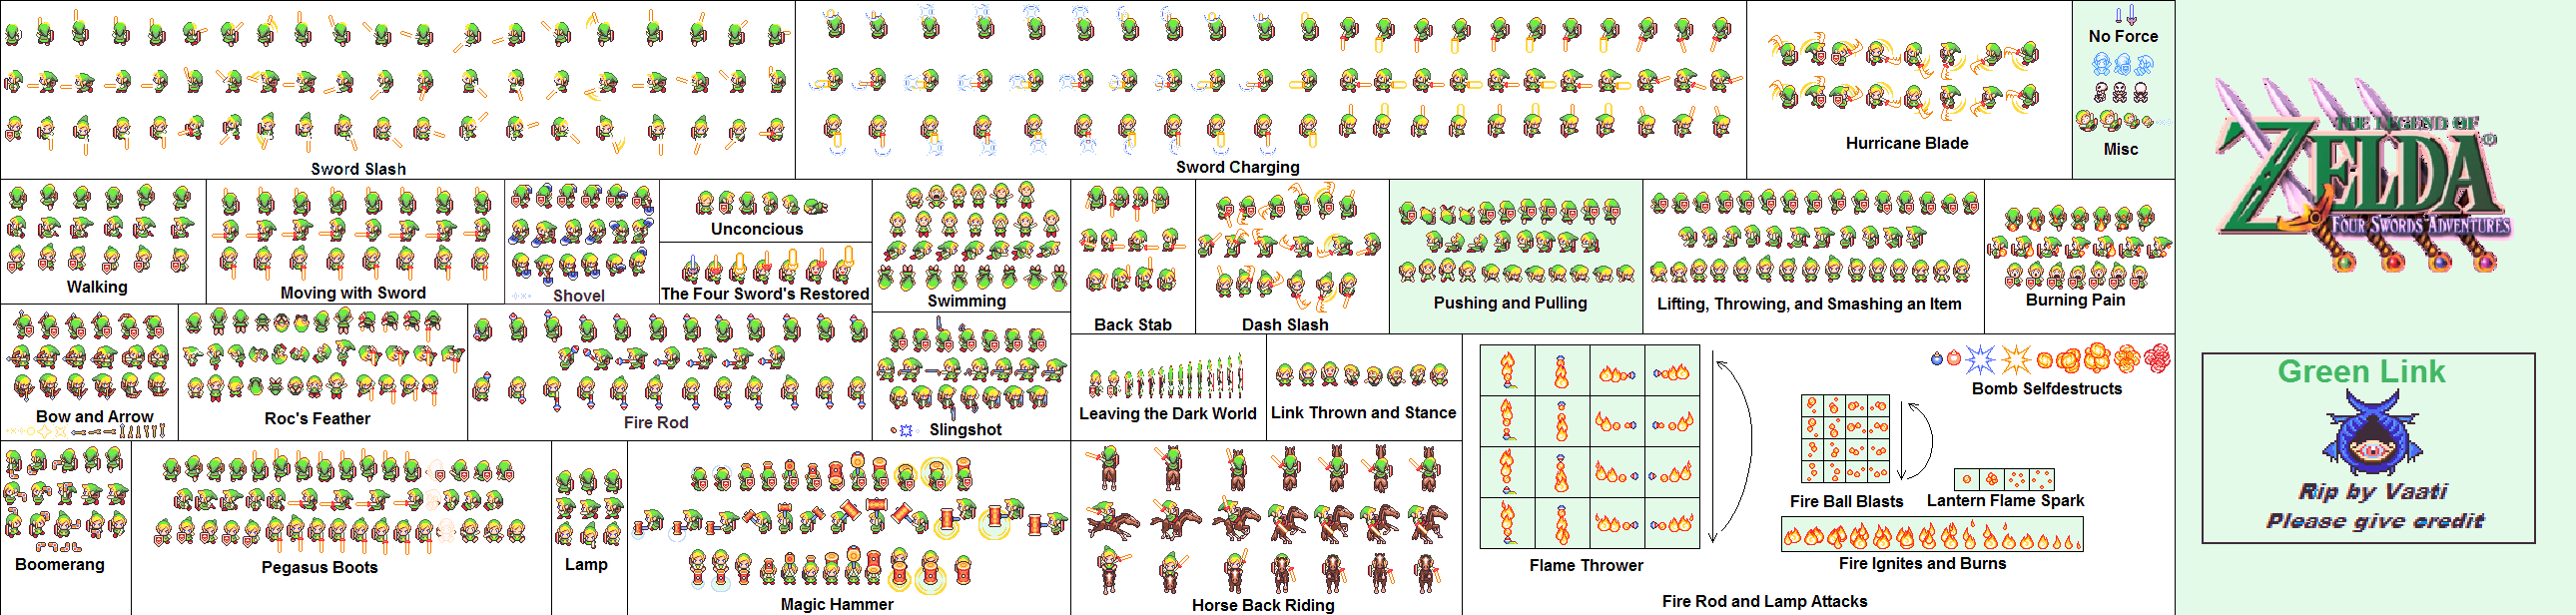 Sword Slash
Sword Charging
Hurricane Blade
No Force
Misc
THE LEGEND OF
ZELDA®
FOUR SWORDS ADVENTURES
Walking
Moving with Sword
Shovel
Unconcious
The Four Sword's Restored
Swimming
Back Stab
Dash Slash
Pushing and Pulling
Lifting, Throwing, and Smashing an Item
Burning Pain
Bow and Arrow
Roc's Feather
Fire Rod
Slingshot
Leaving the Dark World
Link Thrown and Stance
Bomb Selfdestructs
Green Link
Rip by Vaati
Please give credit
Boomerang
Pegasus Boots
Lamp
Magic Hammer
Horse Back Riding
Flame Thrower
Fire Ball Blasts
Lantern Flame Spark
Fire Ignites and Burns
Fire Rod and Lamp Attacks